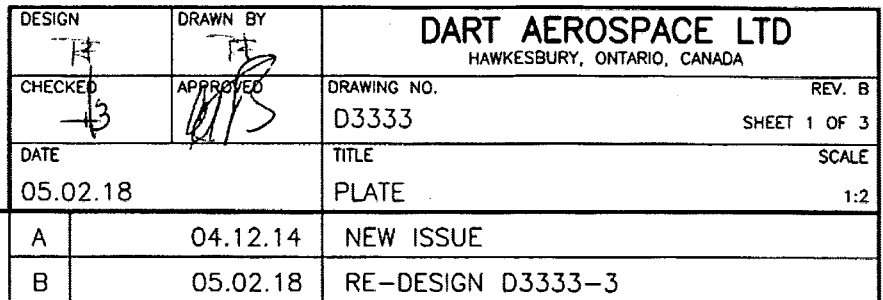 DESIGN
DRAWN BY
DART AEROSPACE LTD
HAWKESBURY, ONTARIO, CANADA
CHECKED
APPROVED
DRAWING NO.
REV. B
D3333
SHEET 1 OF 3
DATE
TITLE
SCALE
05.02.18
PLATE
1:2
A 04.12.14 NEW ISSUE
B 05.02.18 RE-DESIGN D3333-3